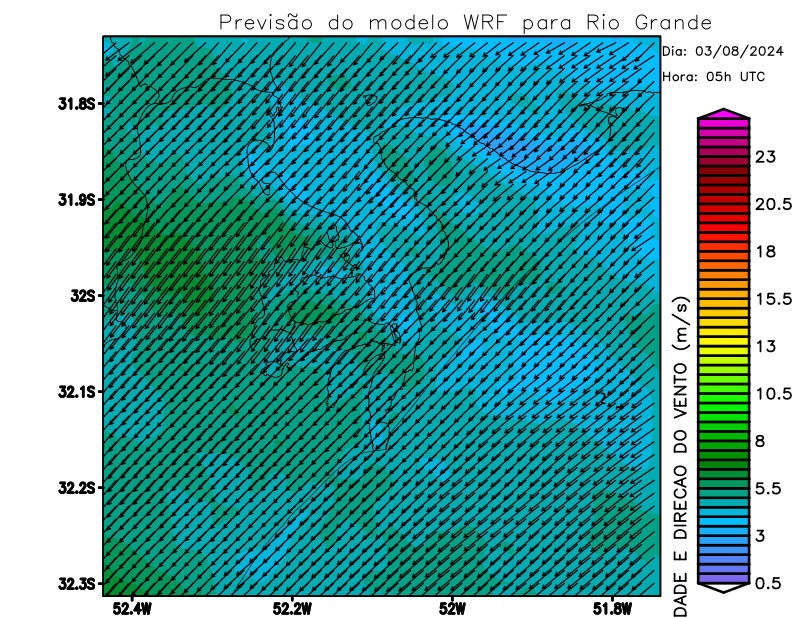 Previsão do modelo WRF para Rio Grande
Dia: 03/08/2024
Hora: 05h UTC
31.8S
31.9S
32S
32.1S
32.2S
32.3S
52.4W
52.2W
52W
51.8W
DADE E DIRECAO DO VENTO (m/s)
23
20.5
18
15.5
13
10.5
8
5.5
3
0.5